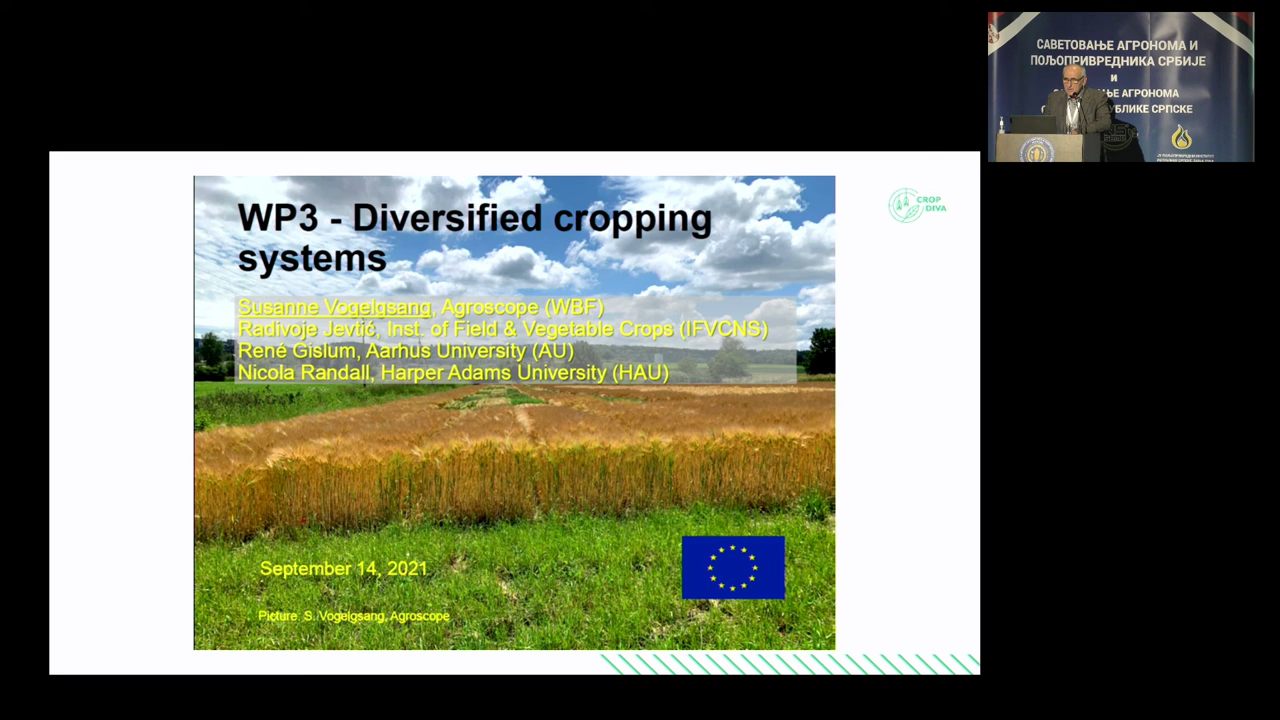 САВЕТОВАЊЕ АГРОНОМА И
ПОЉОПРИВРЕДНИКА СРБИЈЕ
И
АГРОНОМА
СРПСКЕ
WP3 - Diversified cropping
systems
CROP
DIVA
Susanne Vogelgsang, Agroscope (WBF)
Radivoje Jevtić, Inst. of Field & Vegetable Crops (IFVCNS)
René Gislum, Aarhus University (AU)
Nicola Randall, Harper Adams University (HAU)
September 14, 2021
Picture: S. Vogelgsang, Agroscope